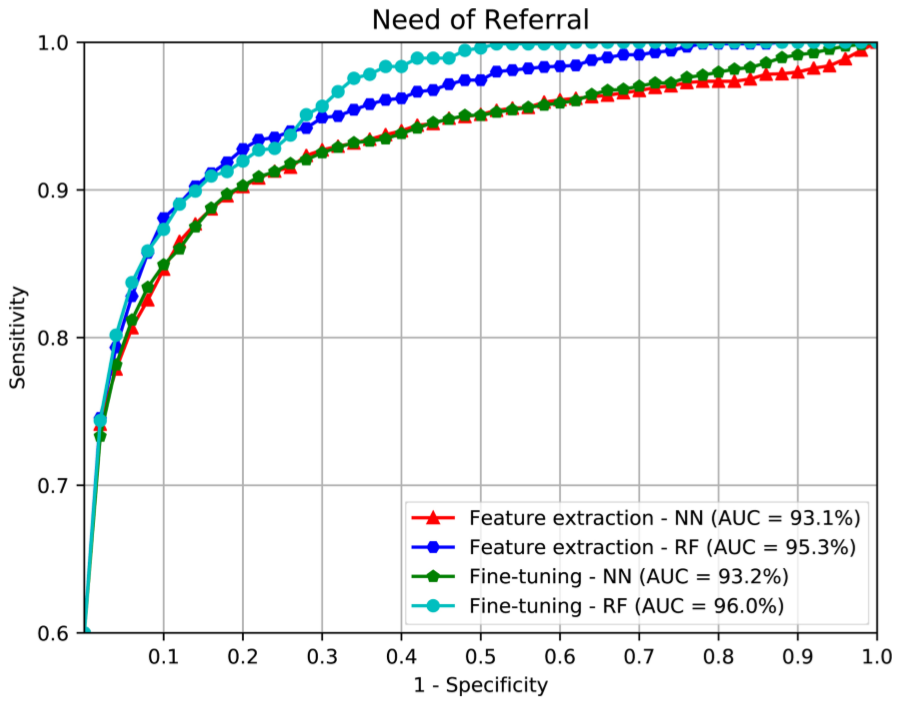 Need of Referral
1.0
0.9
0.8
0.7
0.6
Sensitivity
Feature extraction - NN (AUC = 93.1%)
Feature extraction - RF (AUC = 95.3%)
Fine-tuning - NN (AUC = 93.2%)
Fine-tuning - RF (AUC = 96.0%)
0.1 0.2 0.3 0.4 0.5 0.6 0.7 0.8 0.9 1.0
1 - Specificity